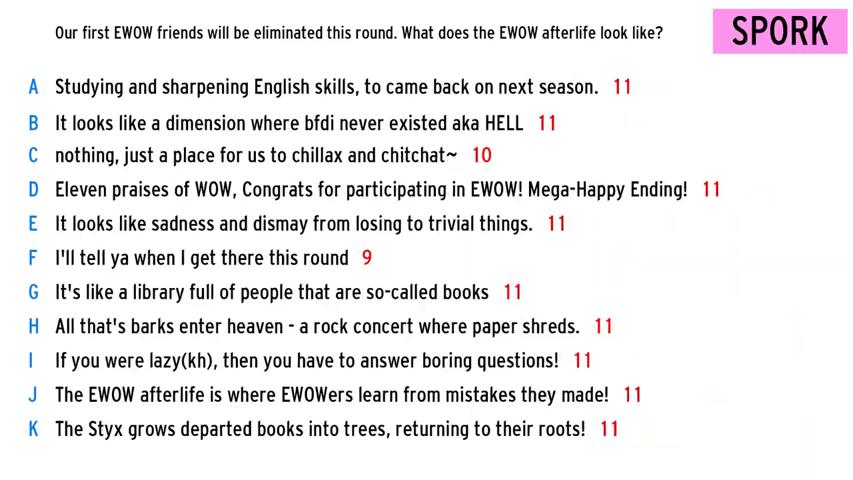 Our first EWOW friends will be eliminated this round. What does the EWOW afterlife look like?
SPORK
A Studying and sharpening English skills, to came back on next season. 11
B It looks like a dimension where bfdi never existed aka HELL 11
C nothing, just a place for us to chillax and chitchat~ 10
D Eleven praises of WOW, Congrats for participating in EWOW! Mega-Happy Ending! 11
E It looks like sadness and dismay from losing to trivial things. 11
F I'll tell ya when I get there this round 9
G It's like a library full of people that are so-called books 11
H All that's barks enter heaven - a rock concert where paper shreds. 11
I If you were lazy(kh), then you have to answer boring questions! 11
J The EWOW afterlife is where EWOWers learn from mistakes they made! 11
K The Styx grows departed books into trees, returning to their roots! 11